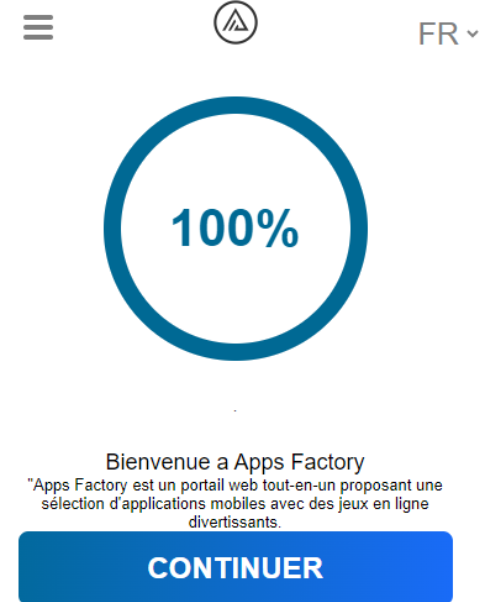 FR
100%
Bienvenue a Apps Factory
"Apps Factory est un portail web tout-en-un proposant une
sélection d'applications mobiles avec des jeux en ligne
divertissants.
CONTINUER